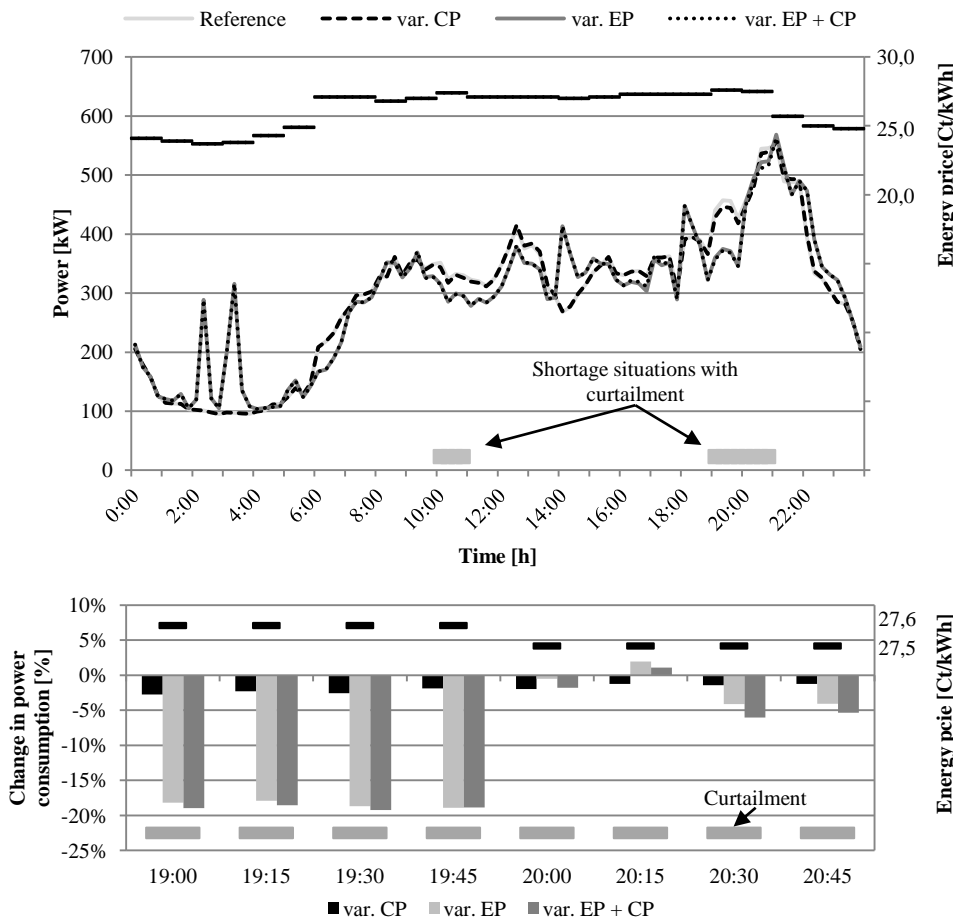 Reference var. CP var. EP var. EP + CP
700
600
500
400
300
200
100
0
Power [kW]
30,0
25,0
20,0
Energy price[Ct/kWh]
Shortage situations with
curtailment
0:00 2:00 4:00 6:00 8:00 10:00 12:00 14:00 16:00 18:00 20:00 22:00
Time [h]
10%
5%
0%
-5%
-10%
-15%
-20%
-25%
Change in power
consumption [%]
27,6
27,5
Energy pcie [Ct/kWh]
Curtailment
19:00 19:15 19:30 19:45 20:00 20:15 20:30 20:45
var. CP var. EP var. EP + CP